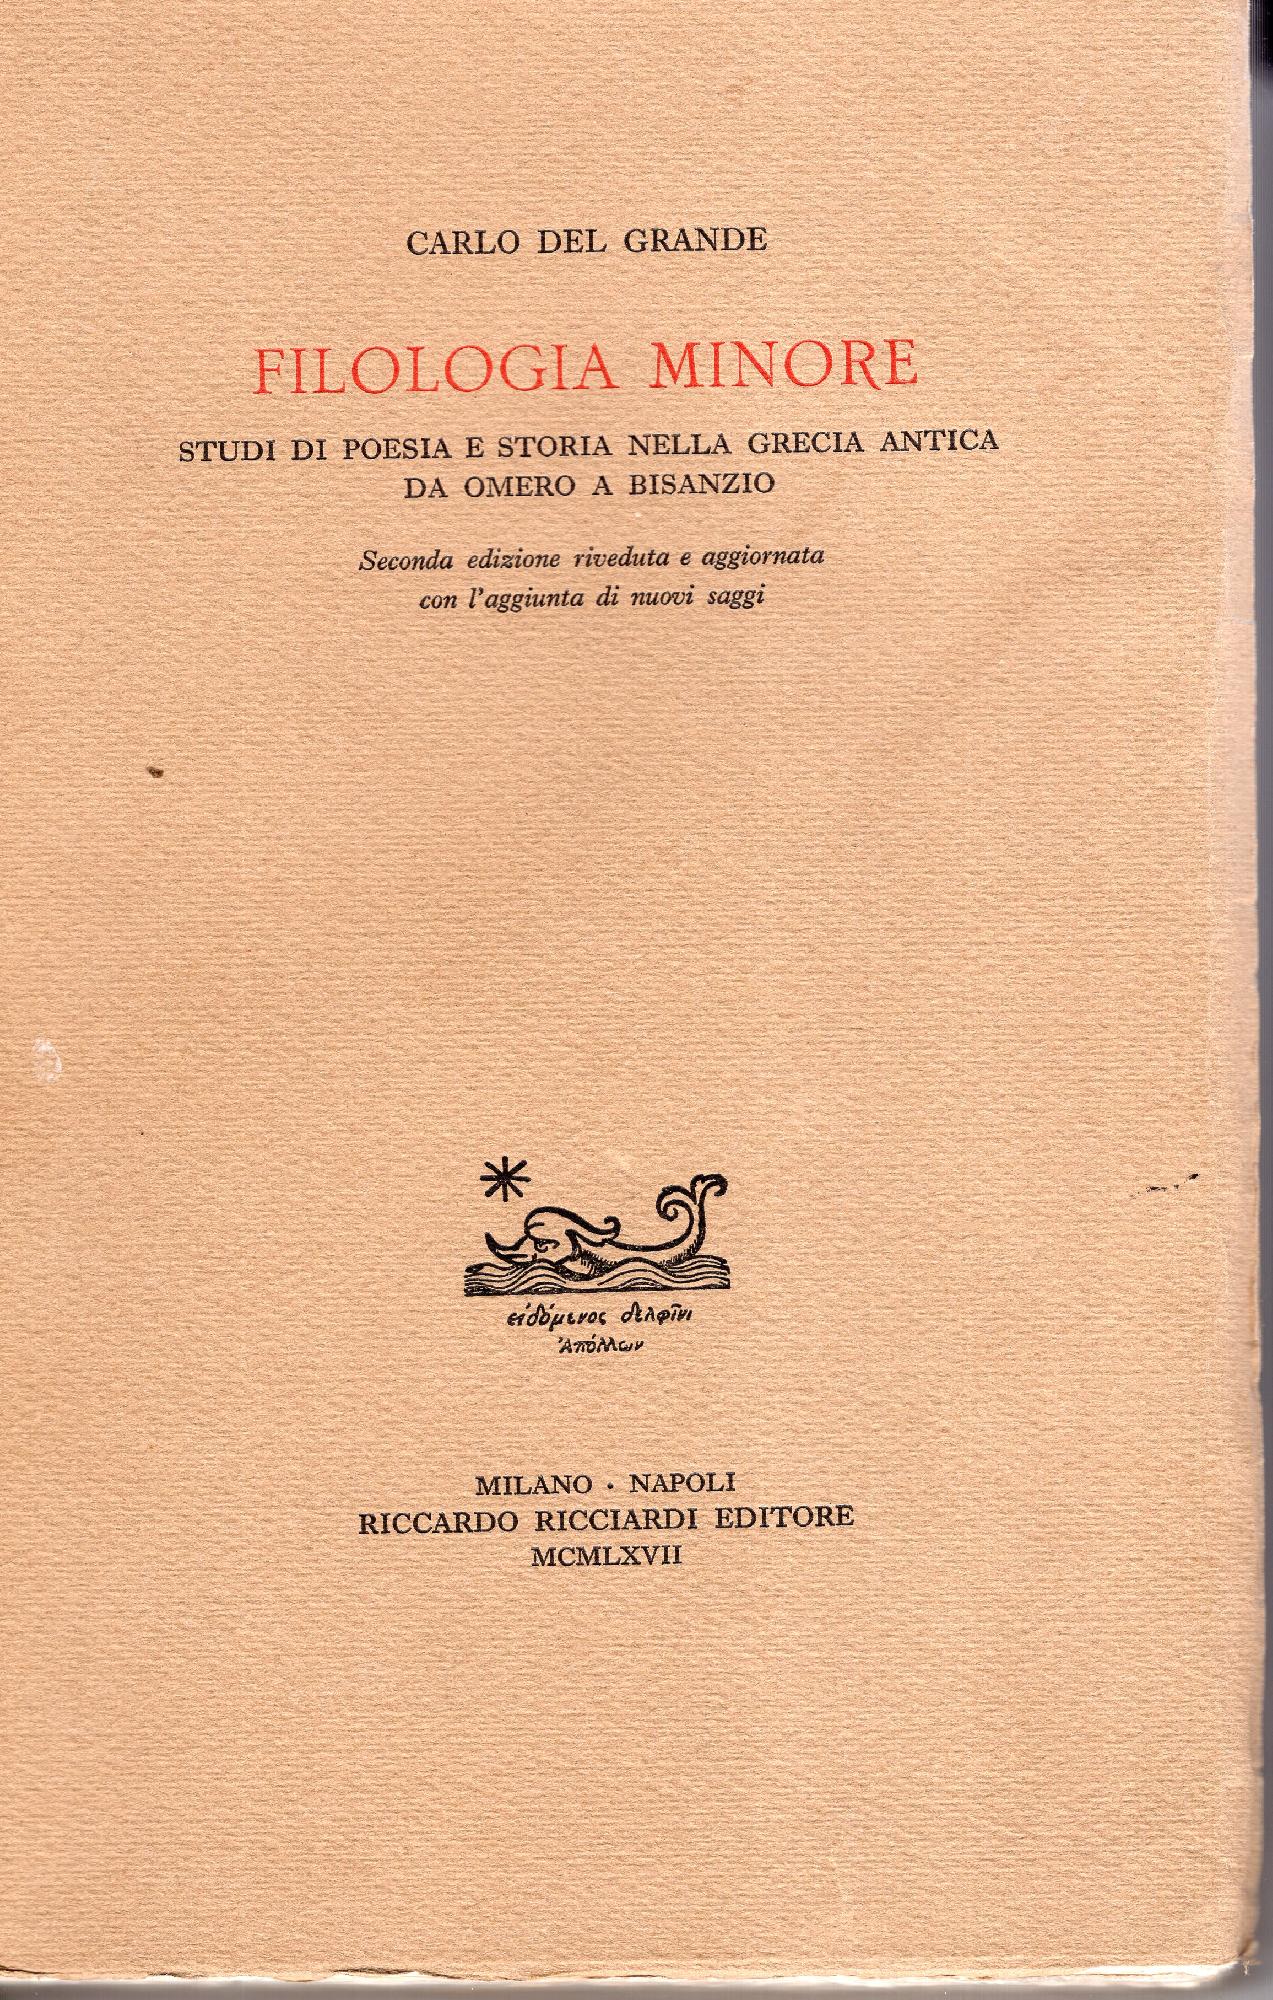 CARLO DEL GRANDE
FILOLOGIA MINORE
STUDI DI POESIA E STORIA NELLA GRECIA ANTICA
DA OMERO A BISANZIO
Seconda edizione riveduta e aggiornata
con l'aggiunta di nuovi saggi
εἰδόμενος δελφῖνι
Ἀπόλλων
MILANO · NAPOLI
RICCARDO RICCIARDI EDITORE
MCMLXVII